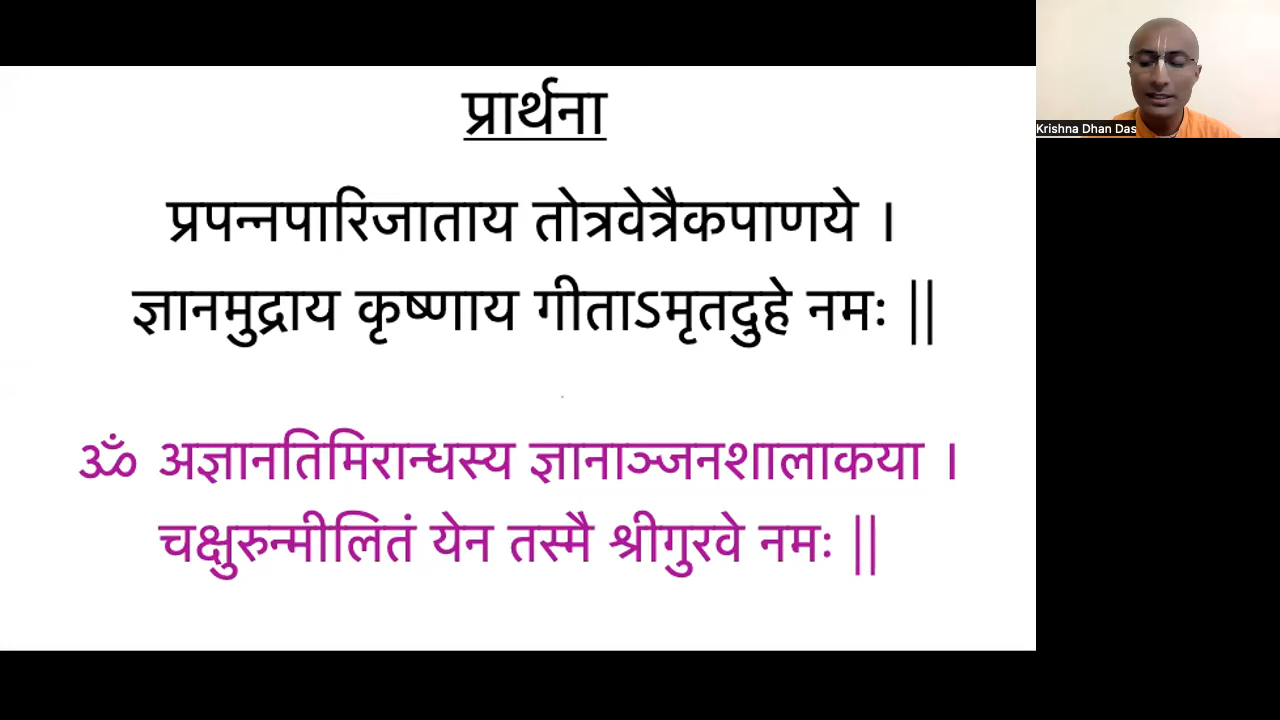 प्रार्थना
प्रपन्नपारिजाताय तोत्रवेत्रैकपाणये ।
ज्ञानमुद्राय कृष्णाय गीताऽमृतदुहे नमः ||
ॐ अज्ञानतिमिरान्धस्य ज्ञानाञ्जनशालाकया ।
चक्षुरुन्मीलितं येन तस्मै श्रीगुरवे नमः ||
Krishna Dhan Das